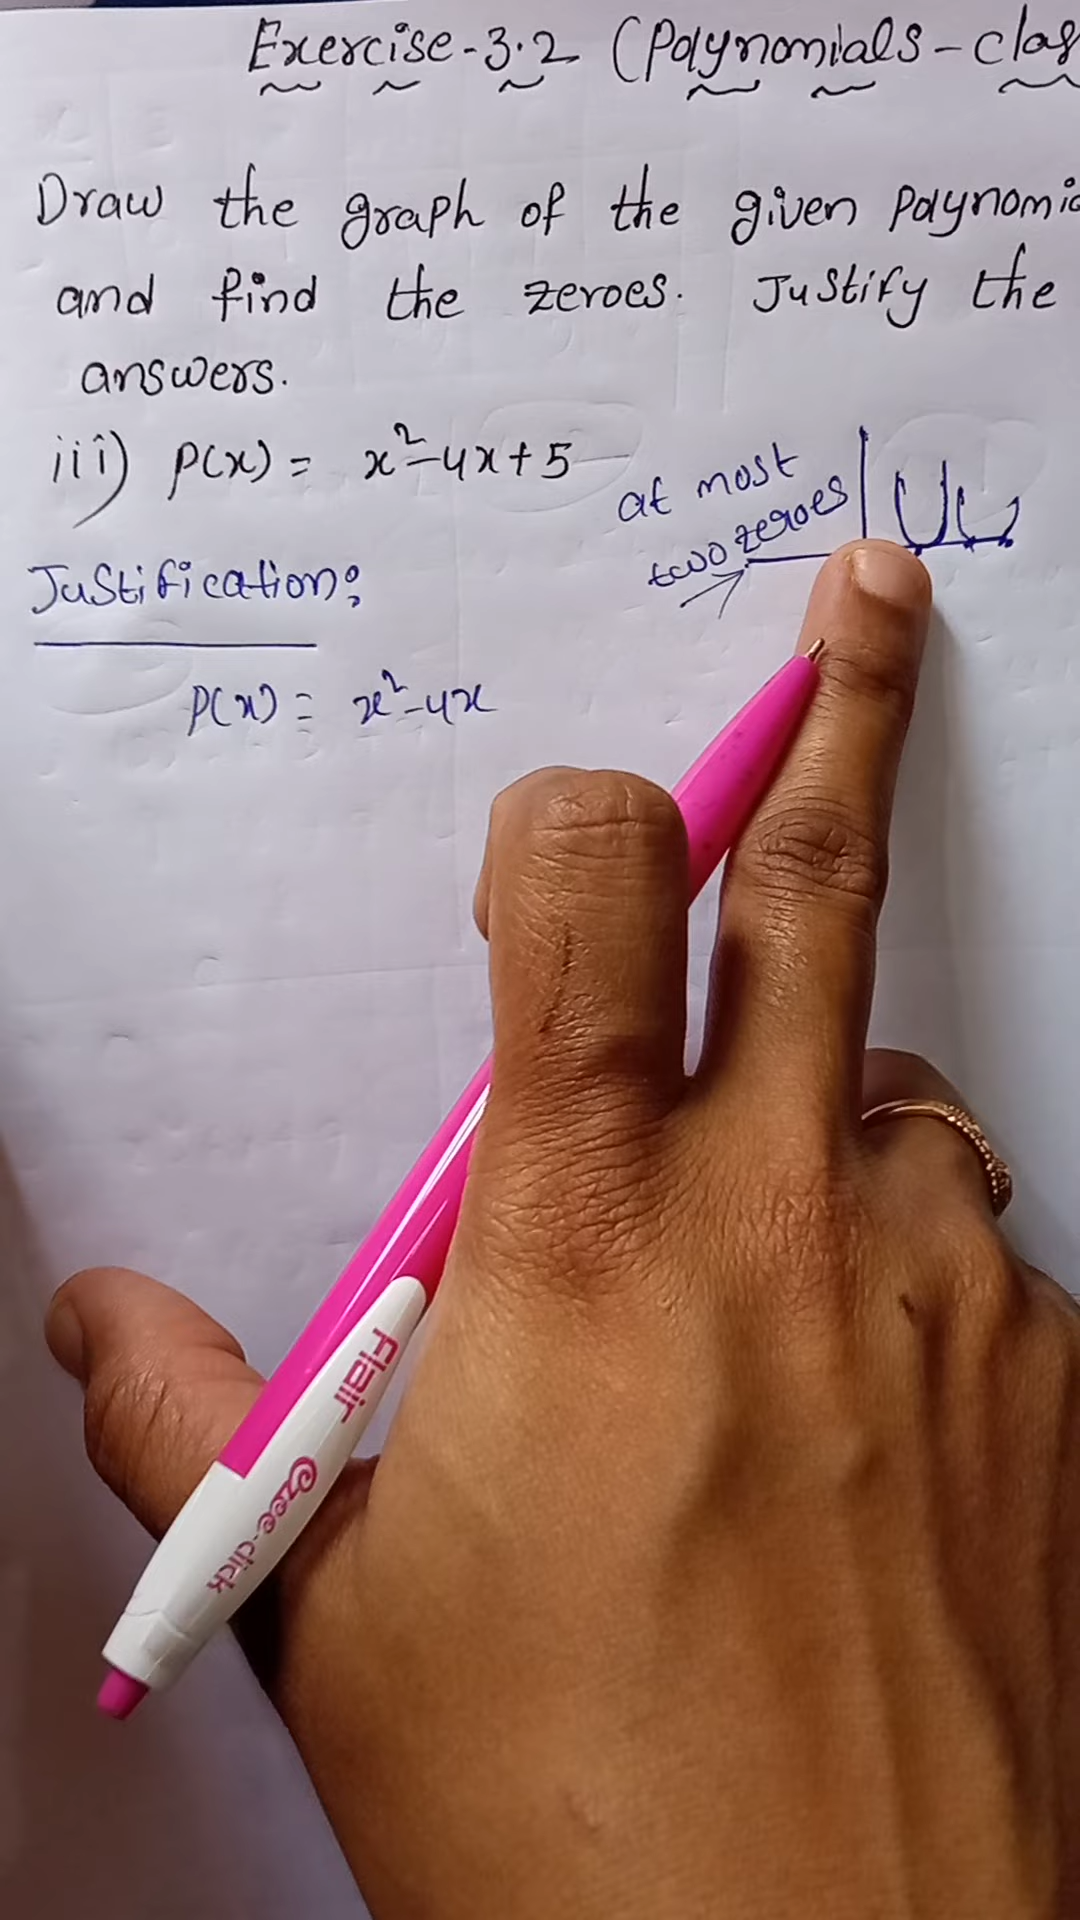 Exercise-3.2 (Polynomials-clas
Draw the graph of the given polynomia
and find the zeroes. Justify the
answers.
iii) P(x) = x²-4x+5
at most
two zeroes
Justification:
P(x) = x²-4x
Flair Ezee-click